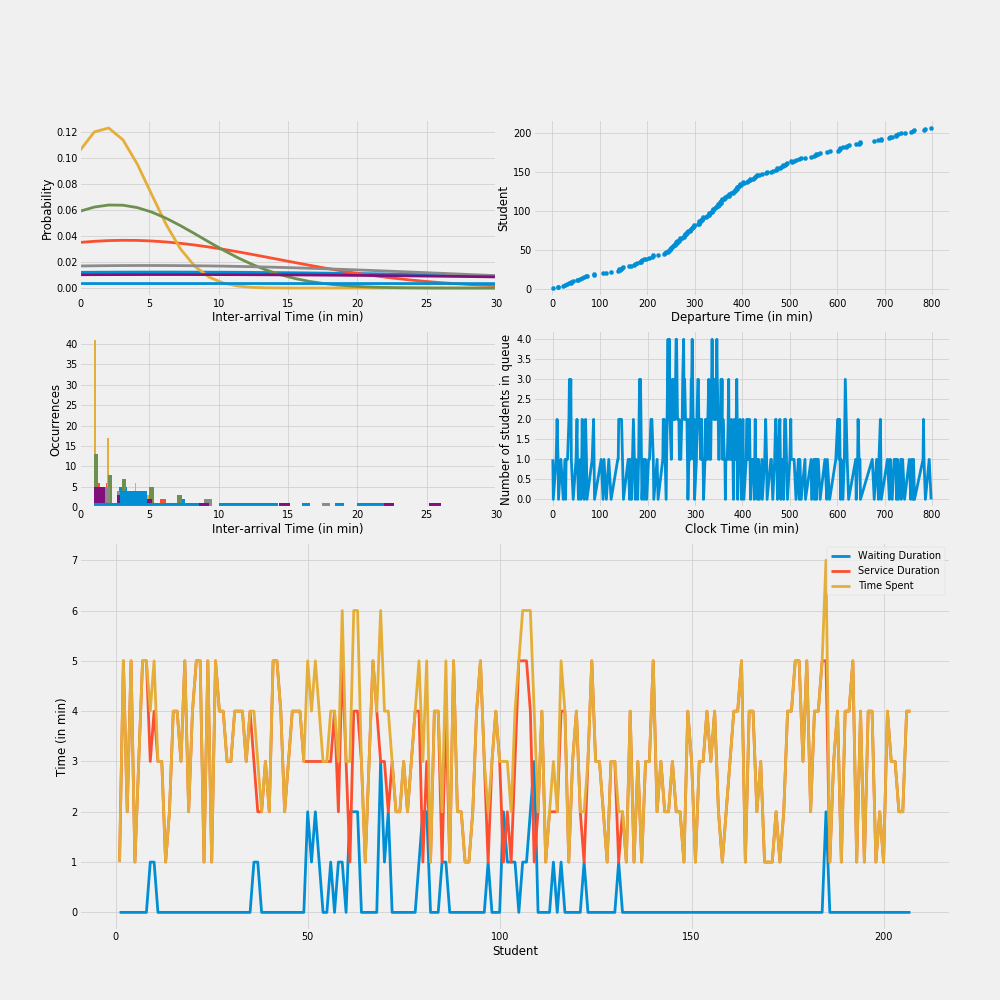 0.12
0.10
0.08
0.06
0.04
0.02
0.00
Probability
0 5 10 15 20 25 30
Inter-arrival Time (in min)
200
150
100
50
0
Student
0 100 200 300 400 500 600 700 800
Departure Time (in min)
40
35
30
25
20
15
10
5
0
Occurrences
0 5 10 15 20 25 30
Inter-arrival Time (in min)
4.0
3.5
3.0
2.5
2.0
1.5
1.0
0.5
0.0
Number of students in queue
0 100 200 300 400 500 600 700 800
Clock Time (in min)
7
6
5
4
3
2
1
0
Time (in min)
Waiting Duration
Service Duration
Time Spent
0 50 100 150 200
Student